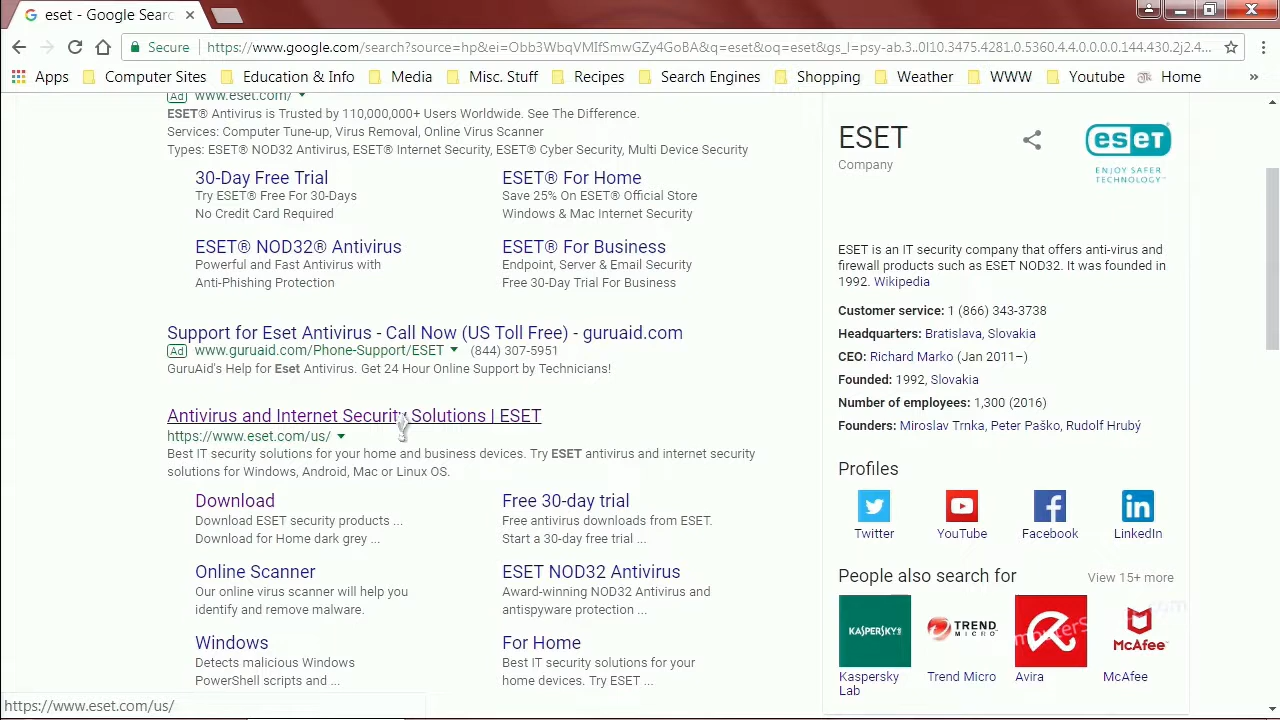 eset - Google Searc
Secure
https://www.google.com/search?source=hp&ei=Obb3WbqVMIfSmwGZy4GoBA&q=eset&oq=eset&gs_l=psy-ab.3..0l10.3475.4281.0.5360.4.4.0.0.0.0.144.430.2j2.4...
Apps
Computer Sites
Education & Info
Media
Misc. Stuff
Recipes
Search Engines
Shopping
Weather
WWW
Youtube
Home
»
Ad www.eset.com/
ESET® Antivirus is Trusted by 110,000,000+ Users Worldwide. See The Difference.
Services: Computer Tune-up, Virus Removal, Online Virus Scanner
Types: ESET® NOD32 Antivirus, ESET® Internet Security, ESET® Cyber Security, Multi Device Security
30-Day Free Trial
Try ESET® Free For 30-Days
No Credit Card Required
ESET® For Home
Save 25% On ESET® Official Store
Windows & Mac Internet Security
ESET® NOD32® Antivirus
Powerful and Fast Antivirus with
Anti-Phishing Protection
ESET® For Business
Endpoint, Server & Email Security
Free 30-Day Trial For Business
Support for Eset Antivirus - Call Now (US Toll Free) - guruaid.com
Ad www.guruaid.com/Phone-Support/ESET (844) 307-5951
GuruAid's Help for Eset Antivirus. Get 24 Hour Online Support by Technicians!
Antivirus and Internet Security Solutions | ESET
https://www.eset.com/us/
Best IT security solutions for your home and business devices. Try ESET antivirus and internet security
solutions for Windows, Android, Mac or Linux OS.
Download
Download ESET security products ...
Download for Home dark grey ...
Free 30-day trial
Free antivirus downloads from ESET.
Start a 30-day free trial ...
Online Scanner
Our online virus scanner will help you
identify and remove malware.
ESET NOD32 Antivirus
Award-winning NOD32 Antivirus and
antispyware protection ...
Windows
Detects malicious Windows
PowerShell scripts and ...
For Home
Best IT security solutions for your
home devices. Try ESET ...
https://www.eset.com/us/
ESET
Company
eseT
ENJOY SAFER
TECHNOLOGY™
ESET is an IT security company that offers anti-virus and
firewall products such as ESET NOD32. It was founded in
1992. Wikipedia
Customer service: 1 (866) 343-3738
Headquarters: Bratislava, Slovakia
CEO: Richard Marko (Jan 2011–)
Founded: 1992, Slovakia
Number of employees: 1,300 (2016)
Founders: Miroslav Trnka, Peter Paško, Rudolf Hrubý
Profiles
Twitter
YouTube
Facebook
LinkedIn
People also search for
View 15+ more
KASPERSKY
TREND
MICRO
McAfee
Kaspersky
Lab
Trend Micro
Avira
McAfee